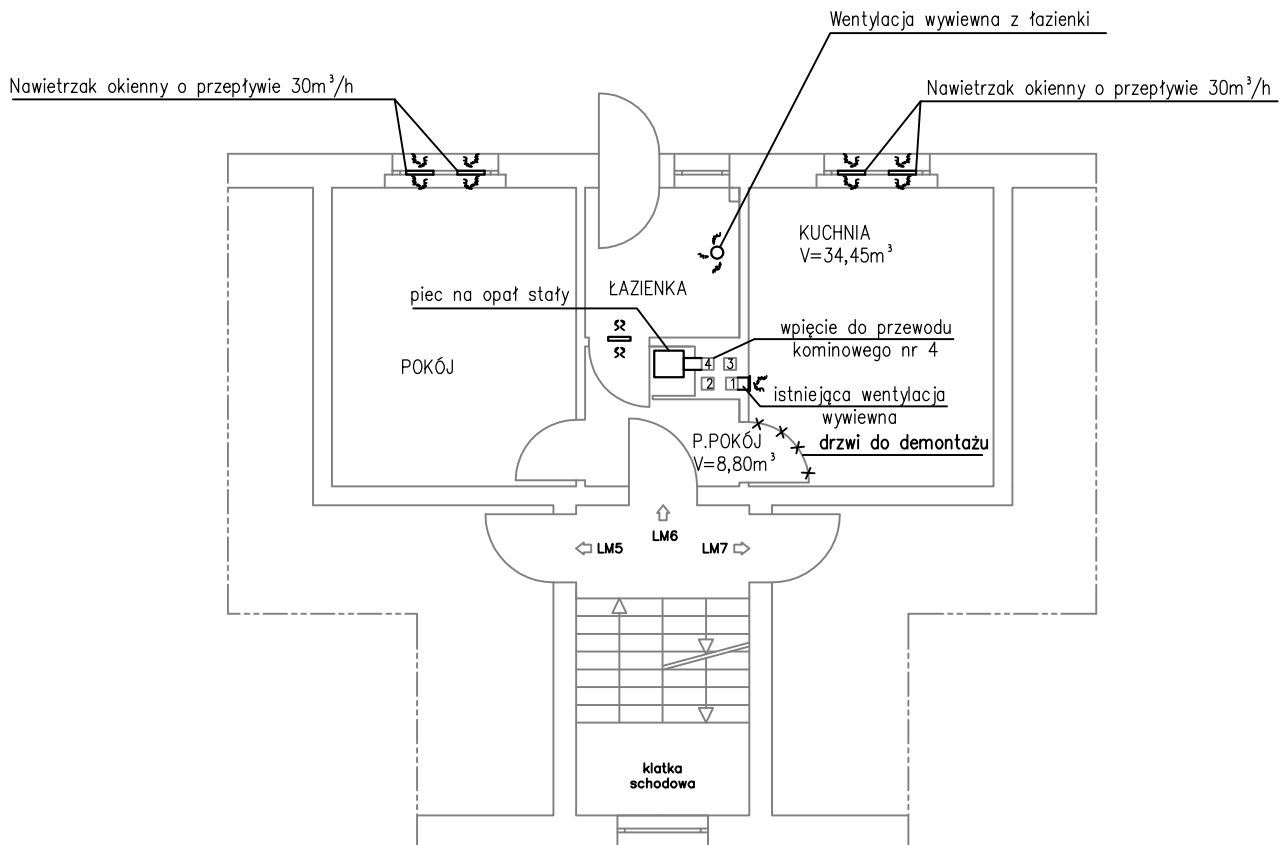 Wentylacja wywiewna z łazienki
Nawietrzak okienny o przepływie 30m³/h
Nawietrzak okienny o przepływie 30m³/h
KUCHNIA
V=34,45m³
ŁAZIENKA
piec na opał stały
wpięcie do przewodu
kominowego nr 4
POKÓJ
4
3
2
1
istniejąca wentylacja
wywiewna
P.POKÓJ
V=8,80m³
drzwi do demontażu
LM5
LM6
LM7
klatka
schodowa